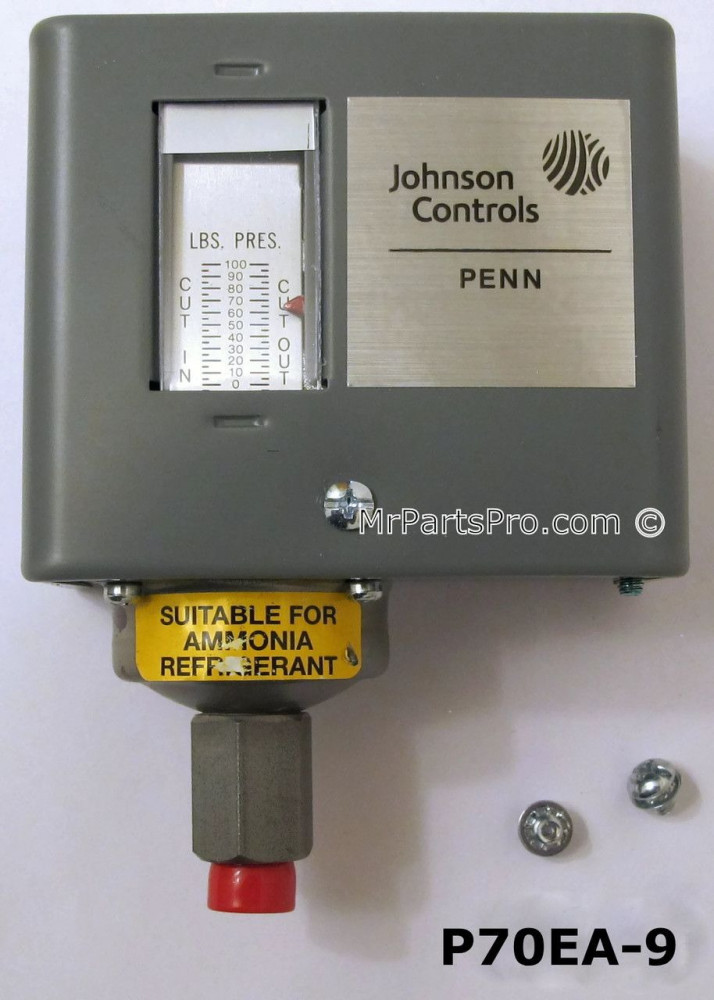 Johnson
Controls
PENN
LBS. PRES.
CUT IN
100
90
80
70
60
50
40
30
20
10
0
CUT OUT
MrPartsPro.com ©
SUITABLE FOR
AMMONIA
REFRIGERANT
P70EA-9